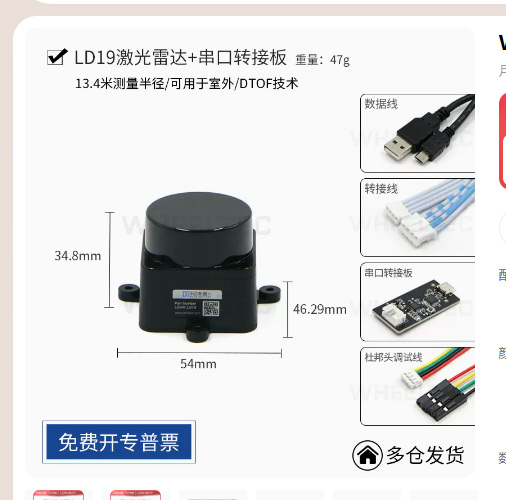 LD19激光雷达+串口转接板 重量：47g
13.4米测量半径/可用于室外/DTOF技术
数据线
WHEELTEC
转接线
34.8mm
46.29mm
54mm
串口转接板
杜邦头调试线
免费开专普票
多仓发货